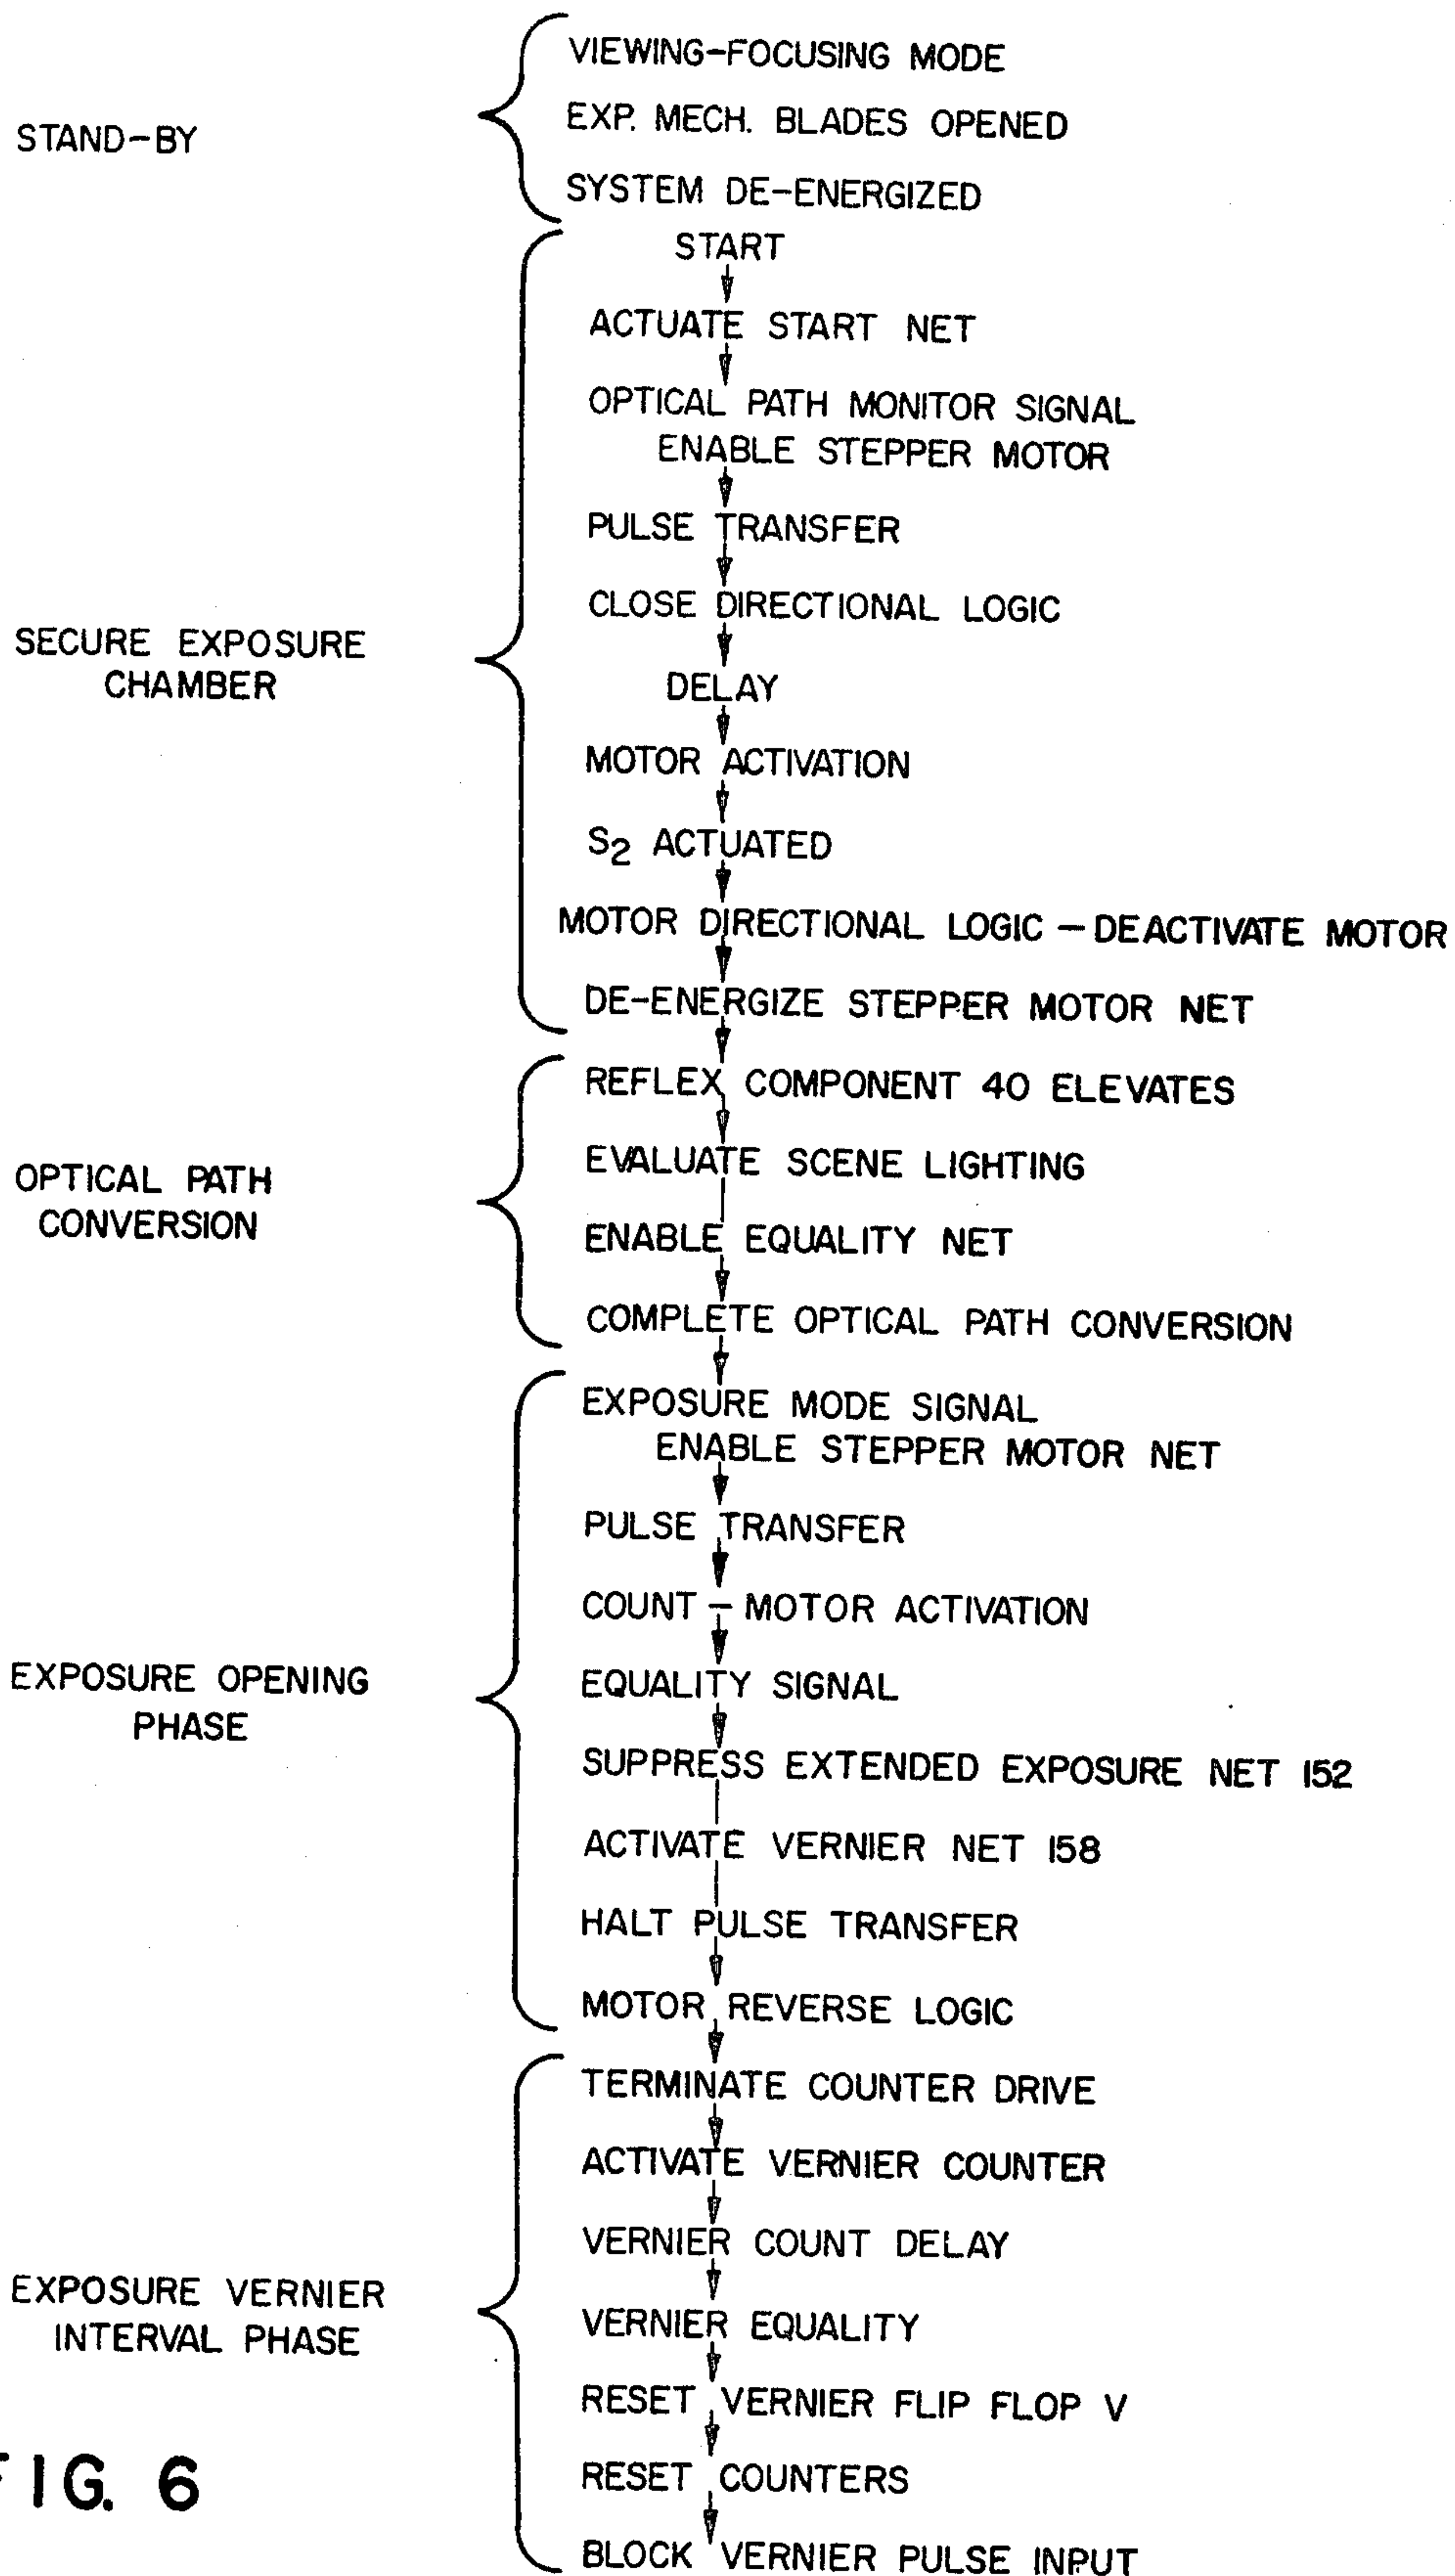 VIEWING-FOCUSING MODE
STAND-BY
EXP. MECH. BLADES OPENED
SYSTEM DE-ENERGIZED
START
ACTUATE START NET
OPTICAL PATH MONITOR SIGNAL
ENABLE STEPPER MOTOR
PULSE TRANSFER
CLOSE DIRECTIONAL LOGIC
SECURE EXPOSURE
CHAMBER
DELAY
MOTOR ACTIVATION
S2 ACTUATED
MOTOR DIRECTIONAL LOGIC — DEACTIVATE MOTOR
DE-ENERGIZE STEPPER MOTOR NET
REFLEX COMPONENT 40 ELEVATES
EVALUATE SCENE LIGHTING
OPTICAL PATH
CONVERSION
ENABLE EQUALITY NET
COMPLETE OPTICAL PATH CONVERSION
EXPOSURE MODE SIGNAL
ENABLE STEPPER MOTOR NET
PULSE TRANSFER
COUNT — MOTOR ACTIVATION
EQUALITY SIGNAL
EXPOSURE OPENING
PHASE
SUPPRESS EXTENDED EXPOSURE NET 152
ACTIVATE VERNIER NET 158
HALT PULSE TRANSFER
MOTOR REVERSE LOGIC
TERMINATE COUNTER DRIVE
ACTIVATE VERNIER COUNTER
VERNIER COUNT DELAY
EXPOSURE VERNIER
INTERVAL PHASE
VERNIER EQUALITY
RESET VERNIER FLIP FLOP V
RESET COUNTERS
BLOCK VERNIER PULSE INPUT
FIG. 6